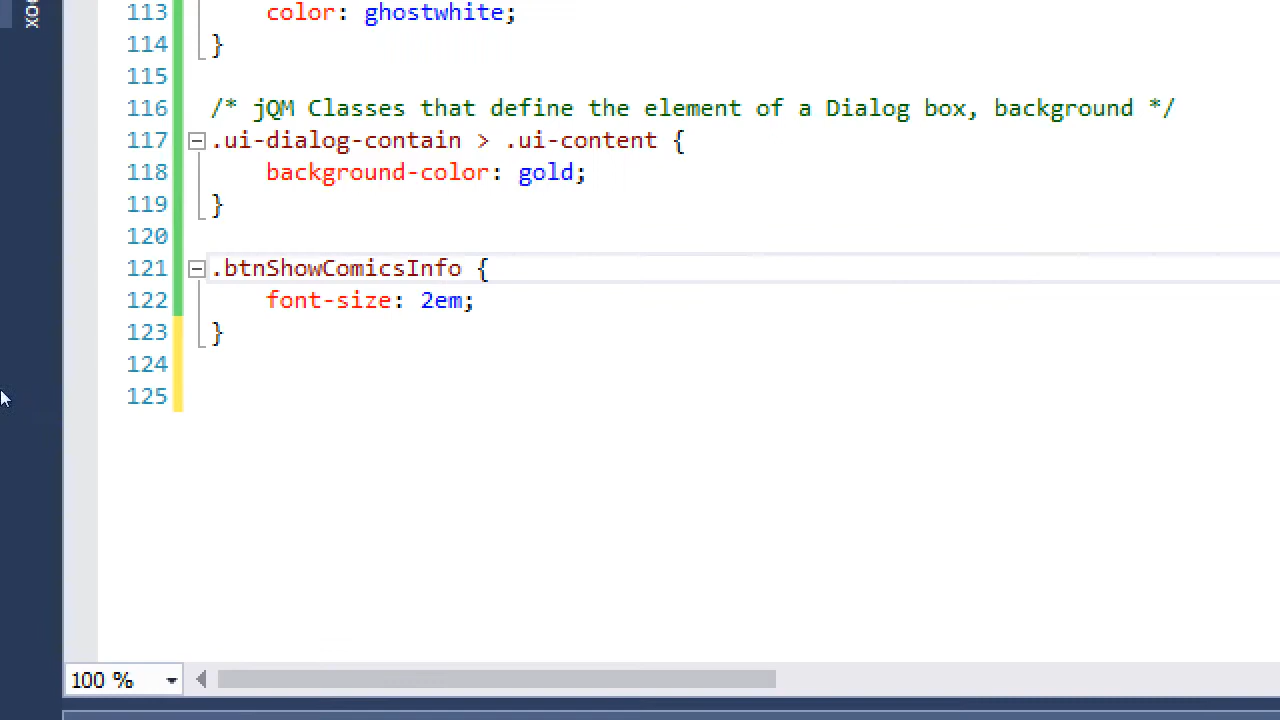 ox
113 color: ghostwhite;
114 }
115
116 /* jQM Classes that define the element of a Dialog box, background */
117 .ui-dialog-contain > .ui-content {
118 background-color: gold;
119 }
120
121 .btnShowComicsInfo {
122 font-size: 2em;
123 }
124
125
100 %